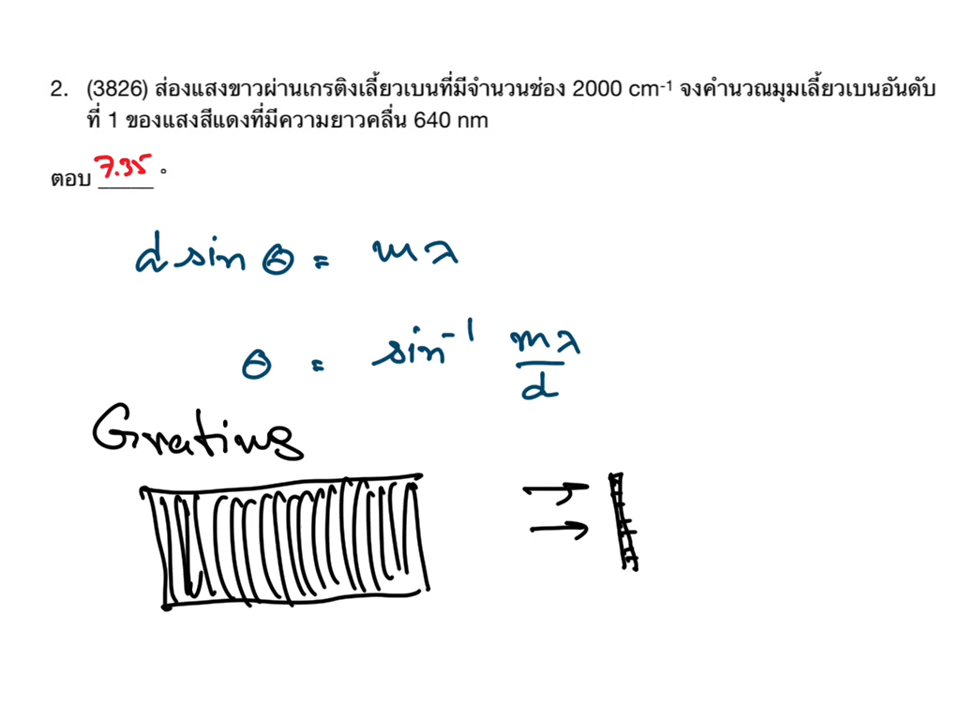 2. (3826) ส่องแสงขาวผ่านเกรติงเลี้ยวเบนที่มีจำนวนช่อง 2000 cm⁻¹ จงคำนวณมุมเลี้ยวเบนอันดับ
ที่ 1 ของแสงสีแดงที่มีความยาวคลื่น 640 nm
ตอบ 7.35 °
d sin θ = mλ
θ = sin⁻¹ mλ/d
Grating